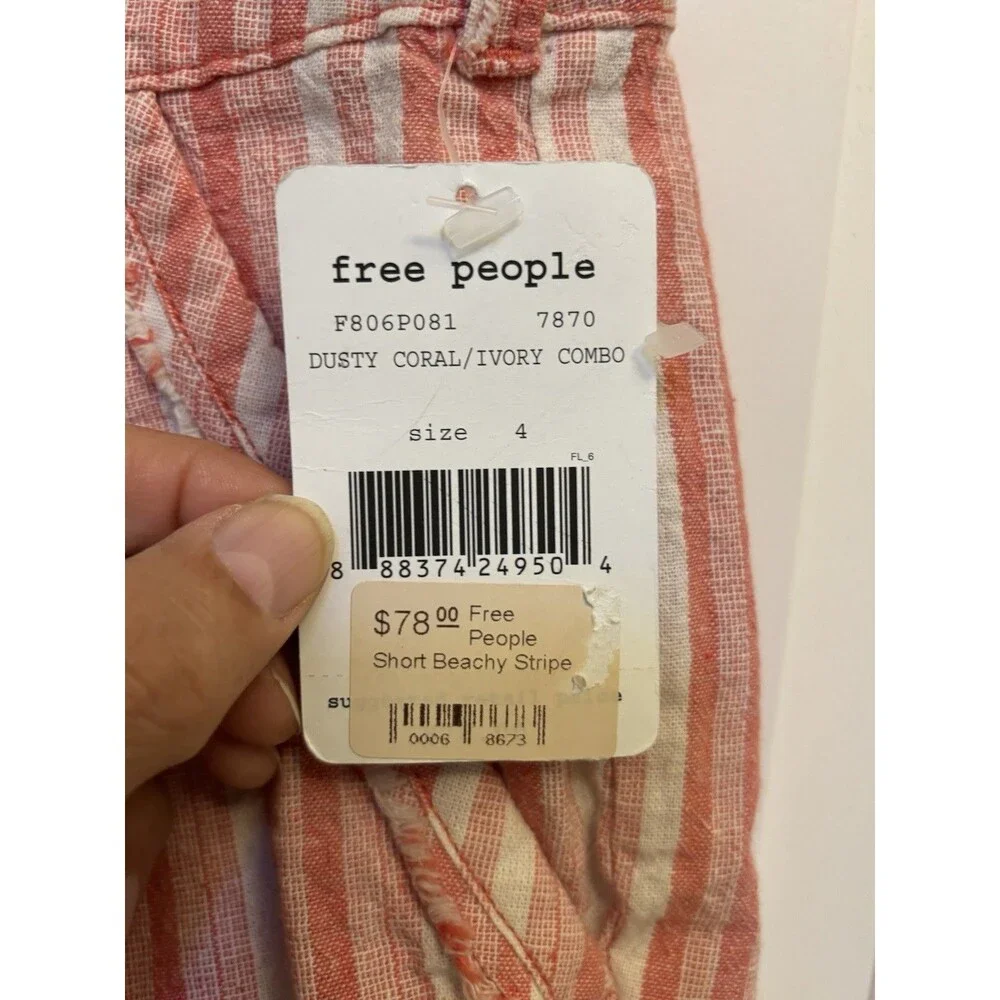 free people
F806P081 7870
DUSTY CORAL/IVORY COMBO
size 4
FL_6
8 88374 24950 4
$78.00 Free
People
Short Beachy Stripe
0006 8673